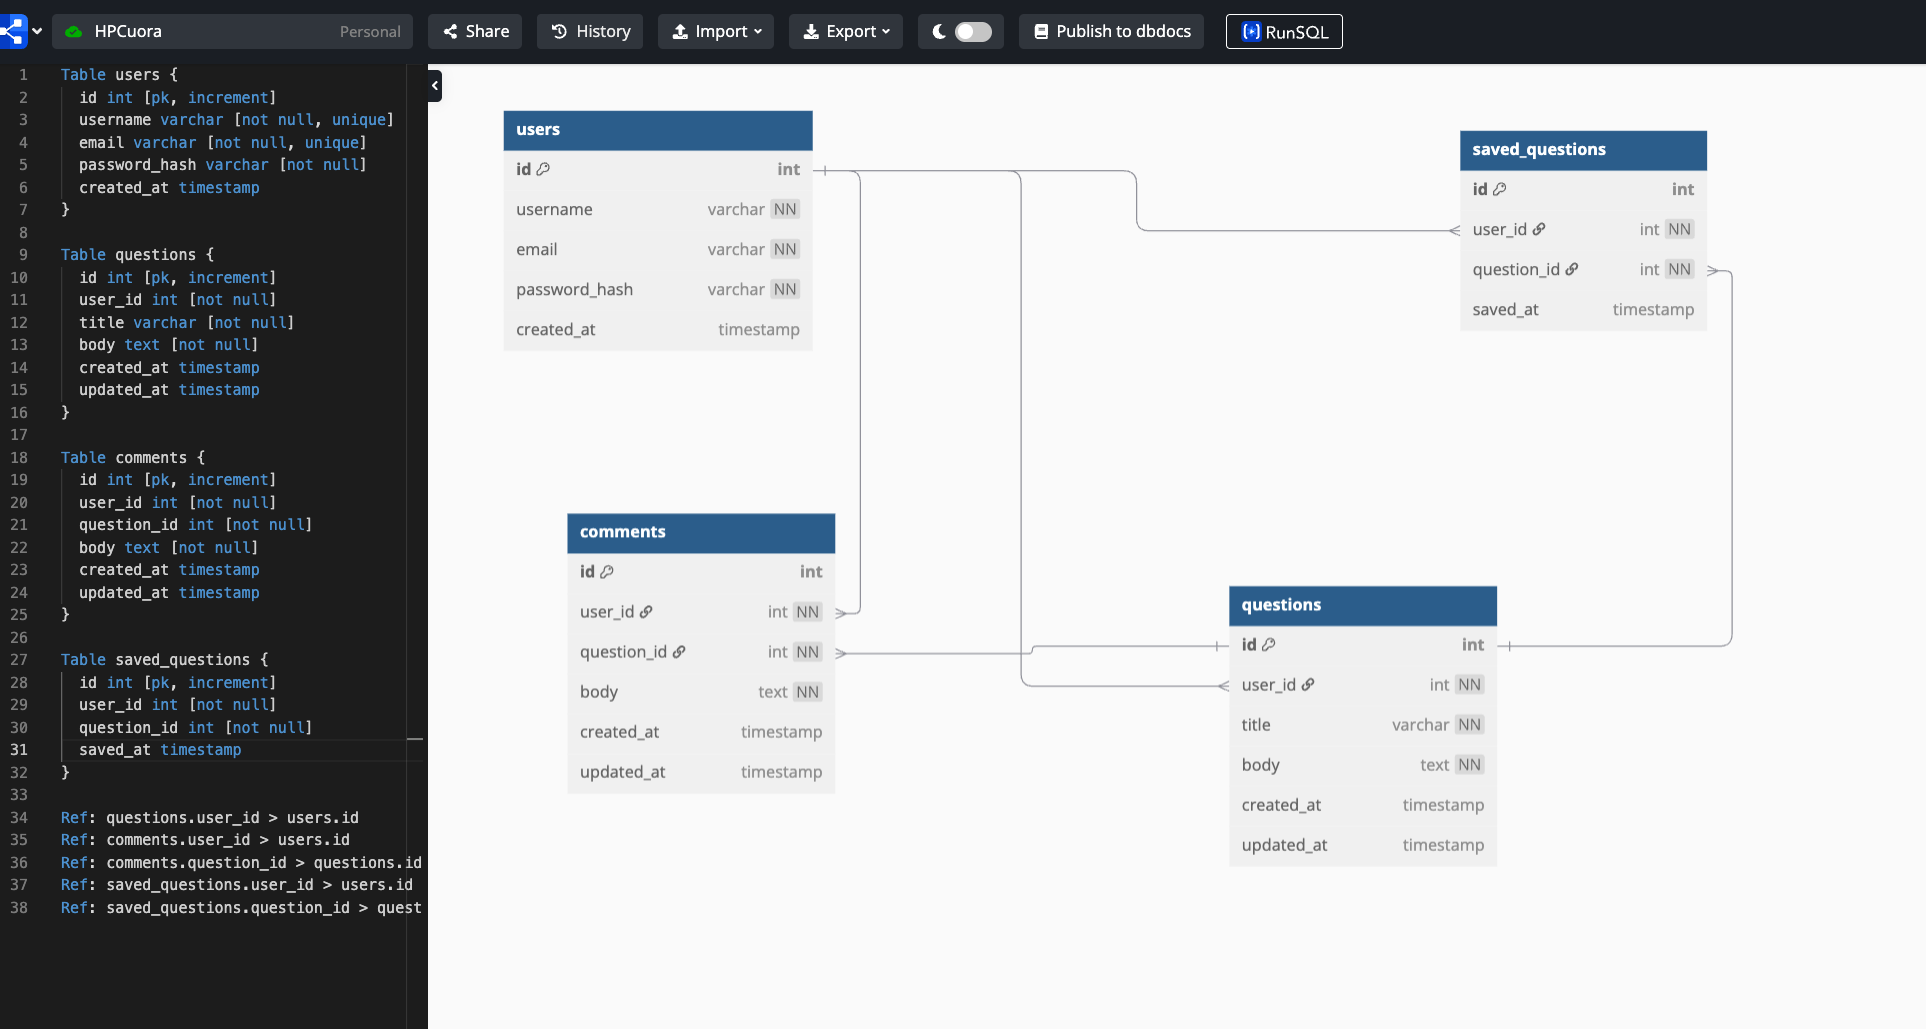 HPCuora Personal Share History Import Export Publish to dbdocs RunSQL
1 Table users {
2 id int [pk, increment]
3 username varchar [not null, unique]
4 email varchar [not null, unique]
5 password_hash varchar [not null]
6 created_at timestamp
7 }
8
9 Table questions {
10 id int [pk, increment]
11 user_id int [not null]
12 title varchar [not null]
13 body text [not null]
14 created_at timestamp
15 updated_at timestamp
16 }
17
18 Table comments {
19 id int [pk, increment]
20 user_id int [not null]
21 question_id int [not null]
22 body text [not null]
23 created_at timestamp
24 updated_at timestamp
25 }
26
27 Table saved_questions {
28 id int [pk, increment]
29 user_id int [not null]
30 question_id int [not null]
31 saved_at timestamp
32 }
33
34 Ref: questions.user_id > users.id
35 Ref: comments.user_id > users.id
36 Ref: comments.question_id > questions.id
37 Ref: saved_questions.user_id > users.id
38 Ref: saved_questions.question_id > quest
users
id int
username varchar NN
email varchar NN
password_hash varchar NN
created_at timestamp
saved_questions
id int
user_id int NN
question_id int NN
saved_at timestamp
comments
id int
user_id int NN
question_id int NN
body text NN
created_at timestamp
updated_at timestamp
questions
id int
user_id int NN
title varchar NN
body text NN
created_at timestamp
updated_at timestamp